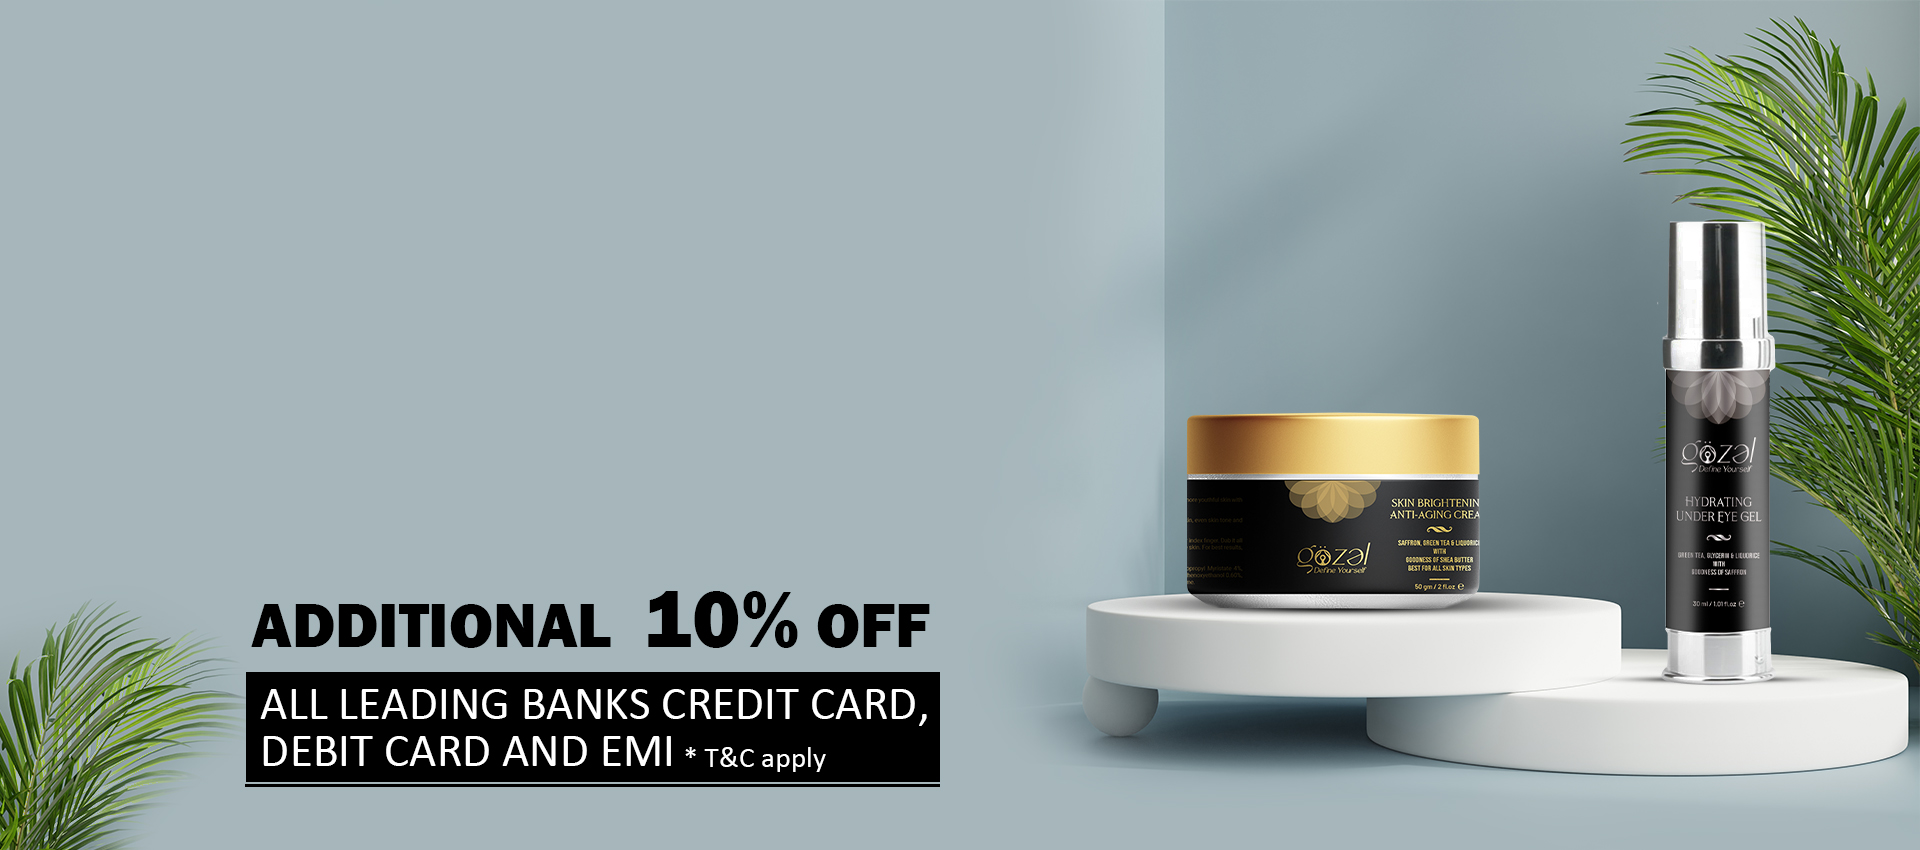 ADDITIONAL 10% OFF
ALL LEADING BANKS CREDIT CARD,
DEBIT CARD AND EMI * T&C apply
SKIN BRIGHTENIN
ANTI-AGING CREA
SAFFRON, GREEN TEA & LIQUORICE
WITH
GOODNESS OF SHEA BUTTER
BEST FOR ALL SKIN TYPES
50 gm / 2 fl.oz ℮
gözəl
Define Yourself
gözəl
Define Yourself
HYDRATING
UNDER EYE GEL
GREEN TEA, GLYCERIN & LIQUORICE
WITH
GOODNESS OF SAFFRON
30 ml / 1.01 fl.oz ℮